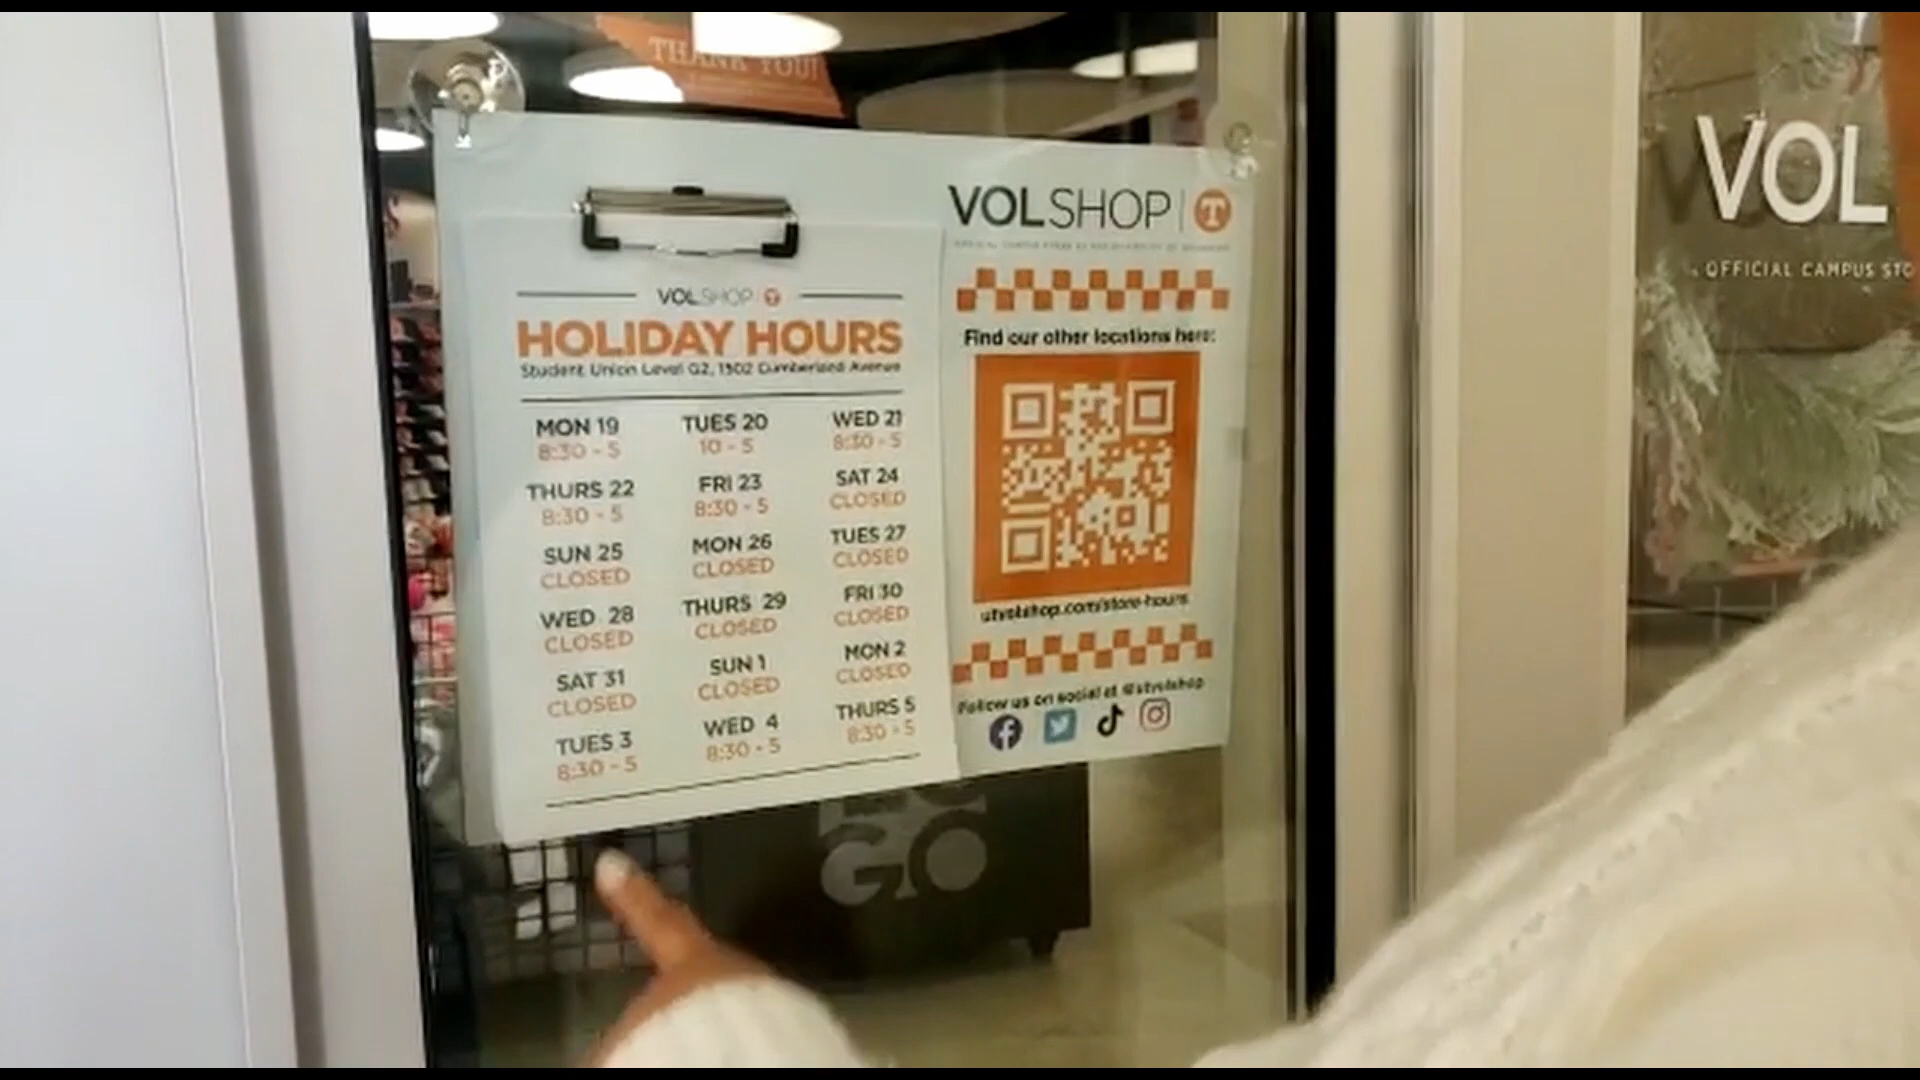 THANK YOU!
VOLSHOP | T
HOLIDAY HOURS
Student Union Level G2, 1502 Cumberland Avenue
MON 19
8:30 - 5
TUES 20
10 - 5
WED 21
8:30 - 5
THURS 22
8:30 - 5
FRI 23
8:30 - 5
SAT 24
CLOSED
SUN 25
CLOSED
MON 26
CLOSED
TUES 27
CLOSED
WED 28
CLOSED
THURS 29
CLOSED
FRI 30
CLOSED
SAT 31
CLOSED
SUN 1
CLOSED
MON 2
CLOSED
TUES 3
8:30 - 5
WED 4
8:30 - 5
THURS 5
8:30 - 5
VOLSHOP | T
Find our other locations here:
utvolshop.com/store-hours
Follow us on social at @utvolshop
GO
VOL
OFFICIAL CAMPUS STO